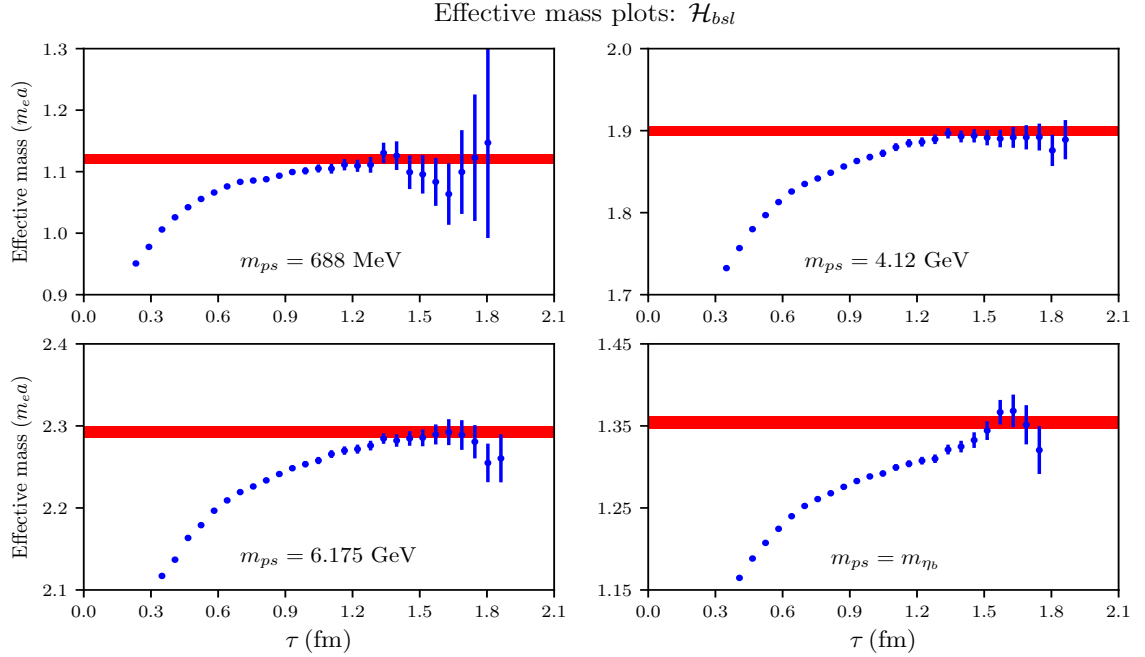 Effective mass plots: $\mathcal{H}_{bsl}$
Effective mass ($m_e a$)
1.3
1.2
1.1
1.0
0.9
$m_{ps}$ = 688 MeV
0.0 0.3 0.6 0.9 1.2 1.5 1.8 2.1
2.0
1.9
1.8
1.7
$m_{ps}$ = 4.12 GeV
0.0 0.3 0.6 0.9 1.2 1.5 1.8 2.1
Effective mass ($m_e a$)
2.4
2.3
2.2
2.1
$m_{ps}$ = 6.175 GeV
0.0 0.3 0.6 0.9 1.2 1.5 1.8 2.1
τ (fm)
1.45
1.35
1.25
1.15
$m_{ps} = m_{\eta_b}$
0.0 0.3 0.6 0.9 1.2 1.5 1.8 2.1
τ (fm)